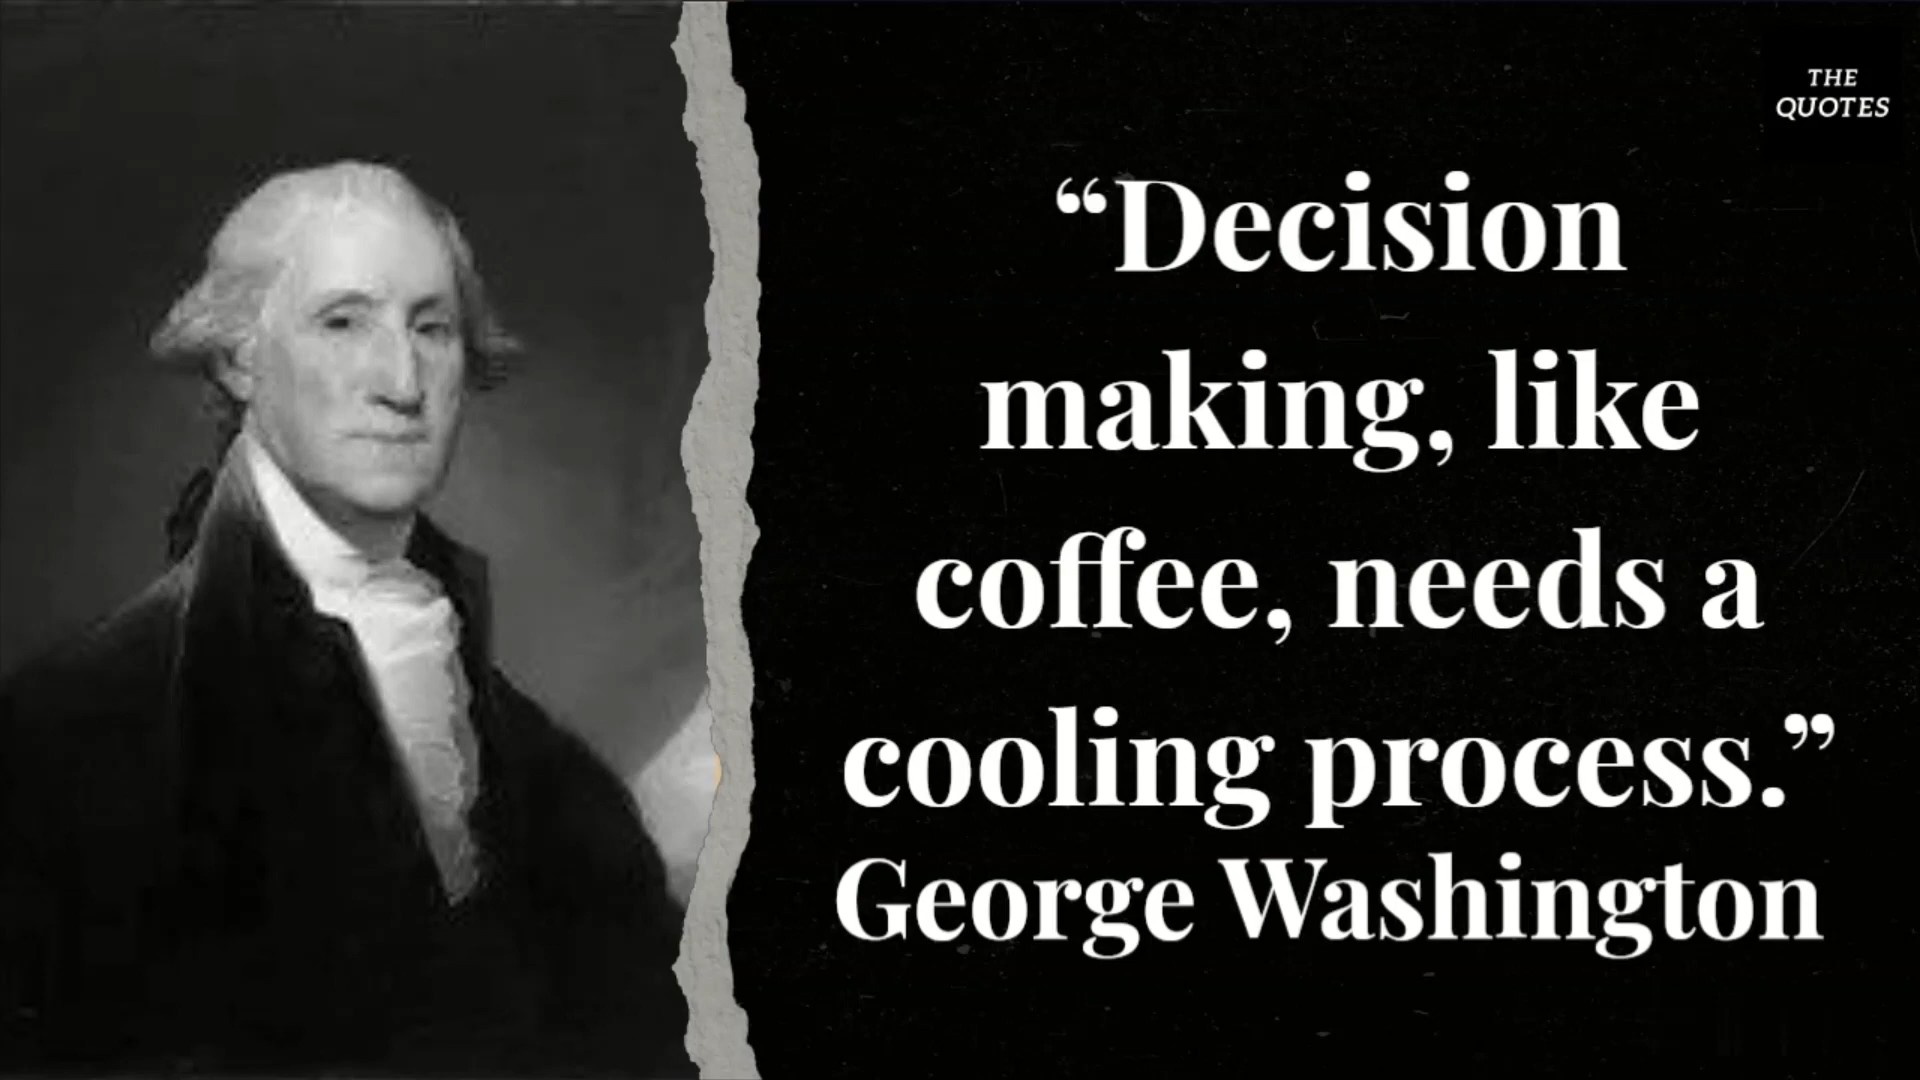 THE
QUOTES
“Decision
making, like
coffee, needs a
cooling process.”
George Washington